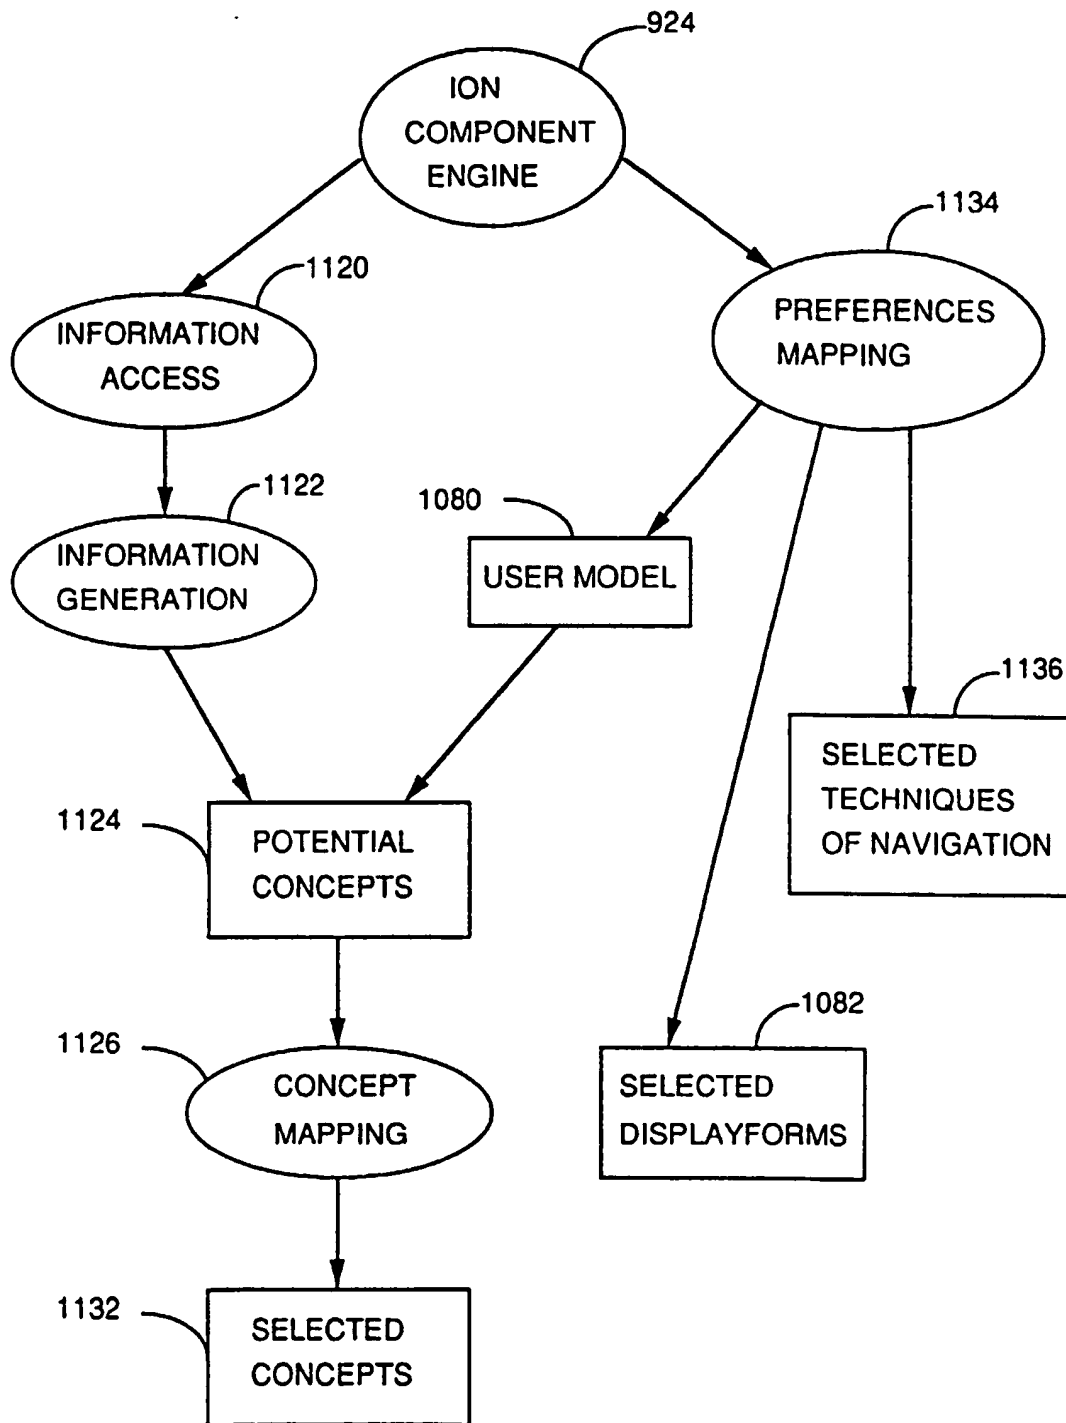 924
ION
COMPONENT
ENGINE
1134
1120
PREFERENCES
MAPPING
INFORMATION
ACCESS
1122
1080
INFORMATION
GENERATION
USER MODEL
1136
SELECTED
TECHNIQUES
OF NAVIGATION
1124
POTENTIAL
CONCEPTS
1082
1126
CONCEPT
MAPPING
SELECTED
DISPLAYFORMS
1132
SELECTED
CONCEPTS